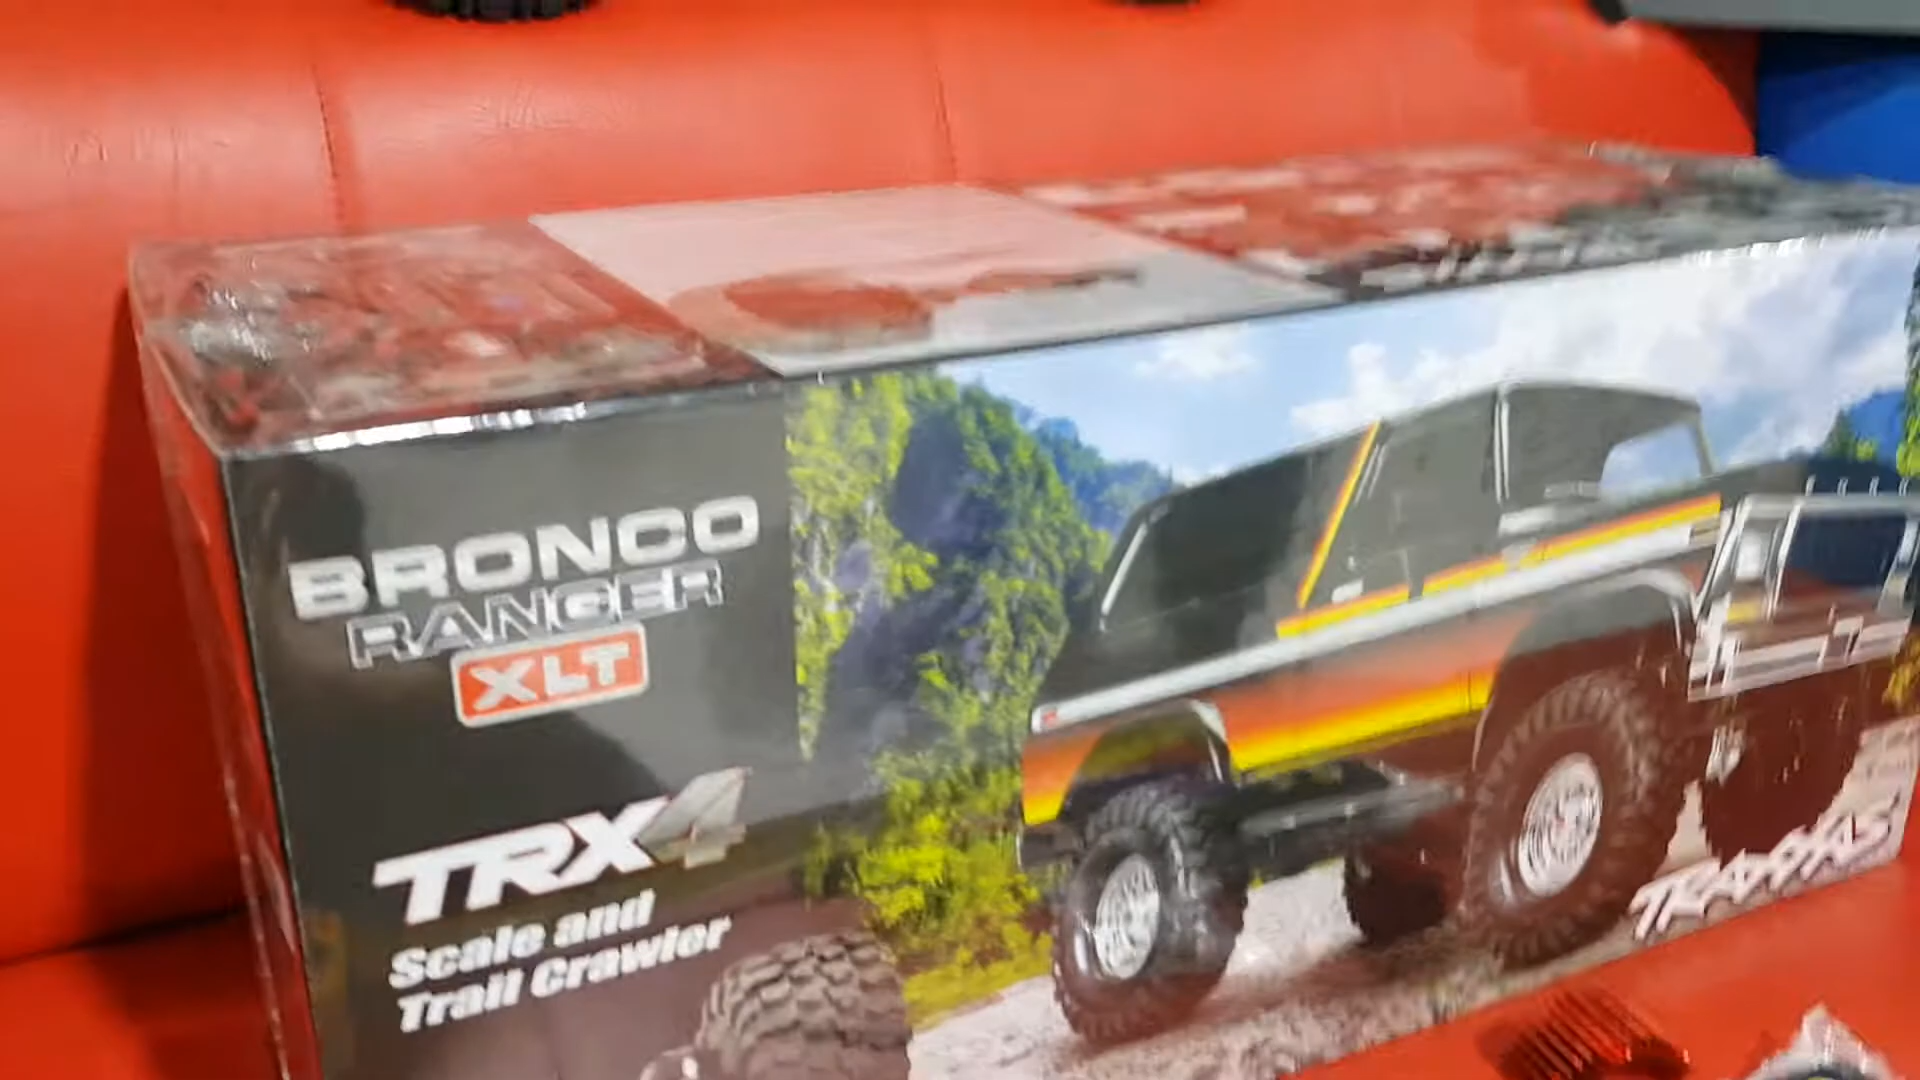 BRONCO
RANGER
XLT
TRX4
Scale and
Trail Crawler
TRAXXAS